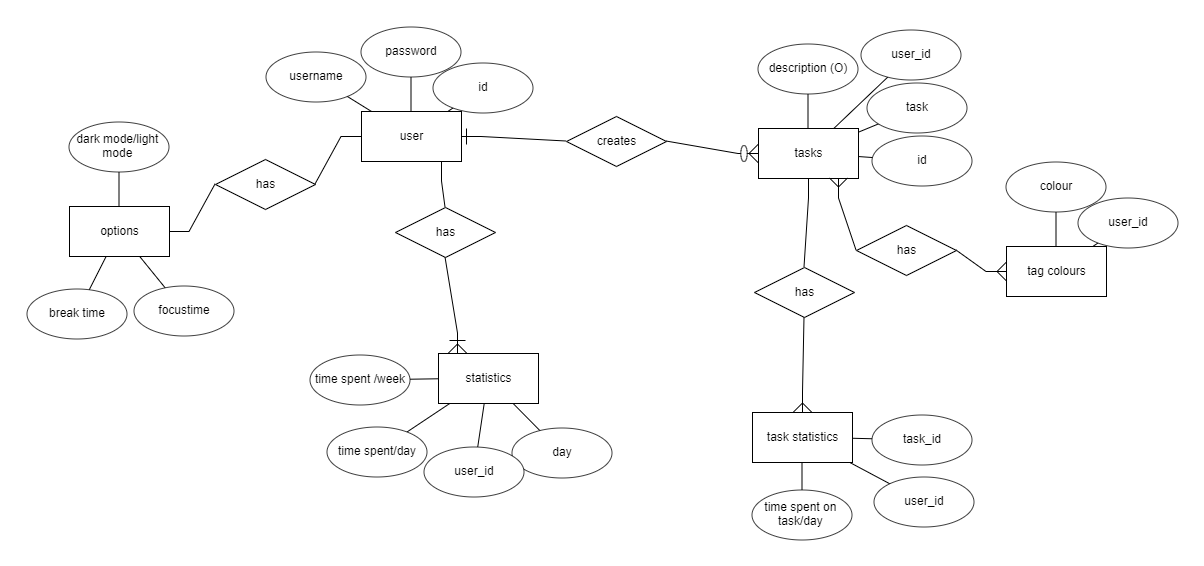 password
user_id
description (O)
username
id
task
user
creates
tasks
id
dark mode/light
mode
has
colour
user_id
options
has
has
tag colours
has
break time
focustime
time spent /week
statistics
task statistics
task_id
time spent/day
user_id
day
user_id
time spent on
task/day